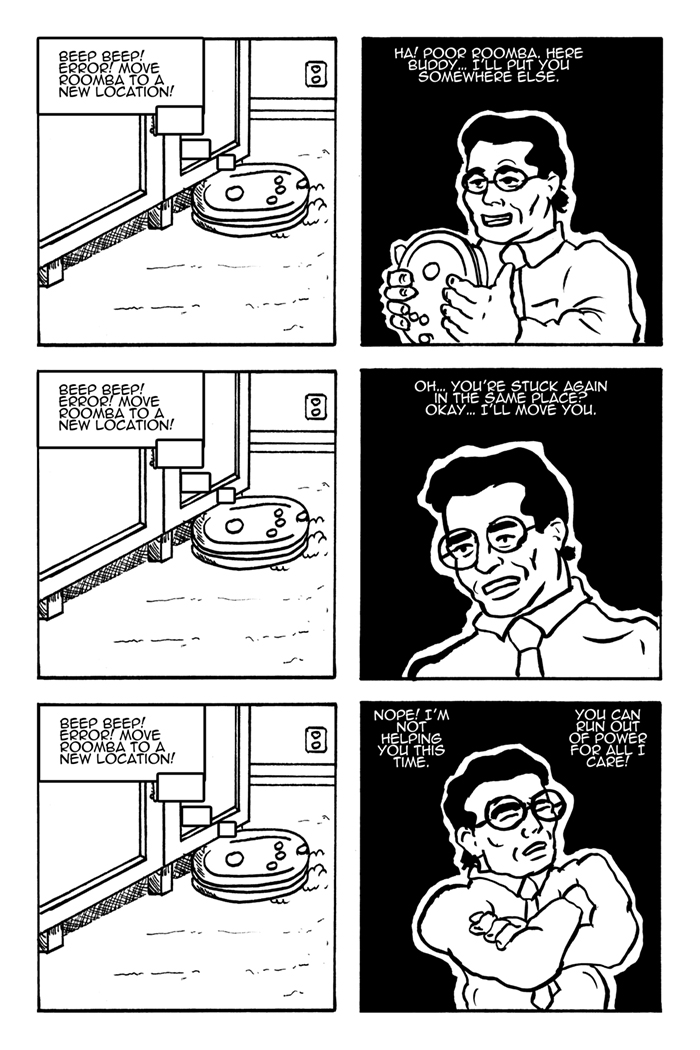 BEEP BEEP!
ERROR! MOVE
ROOMBA TO A
NEW LOCATION!
HA! POOR ROOMBA. HERE
BUDDY... I'LL PUT YOU
SOMEWHERE ELSE.
BEEP BEEP!
ERROR! MOVE
ROOMBA TO A
NEW LOCATION!
OH... YOU'RE STUCK AGAIN
IN THE SAME PLACE?
OKAY... I'LL MOVE YOU.
BEEP BEEP!
ERROR! MOVE
ROOMBA TO A
NEW LOCATION!
NOPE! I'M
NOT
HELPING
YOU THIS
TIME.
YOU CAN
RUN OUT
OF POWER
FOR ALL I
CARE!